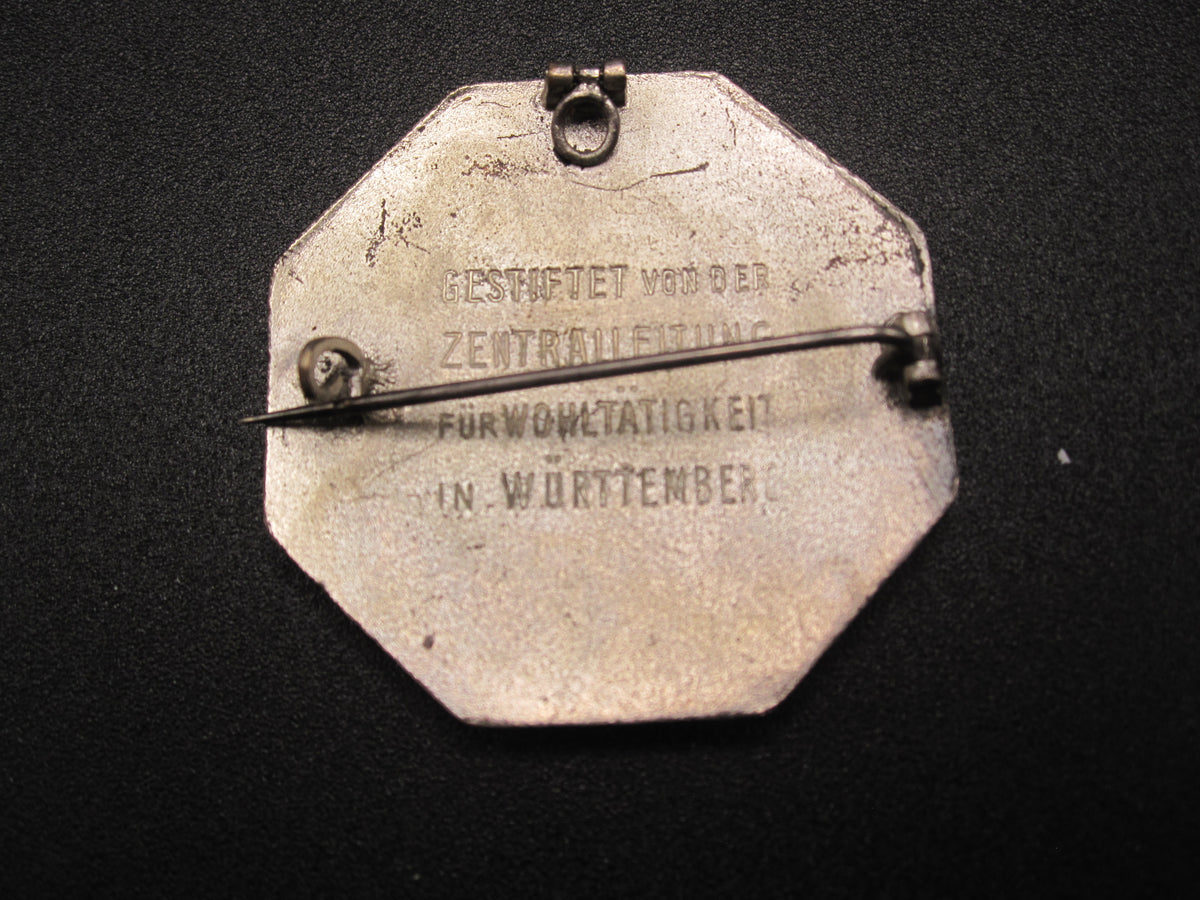 GESTIFTET VON DER
ZENTRALLEITUNG
FÜR WOHLTÄTIGKEIT
IN WÜRTTEMBERG